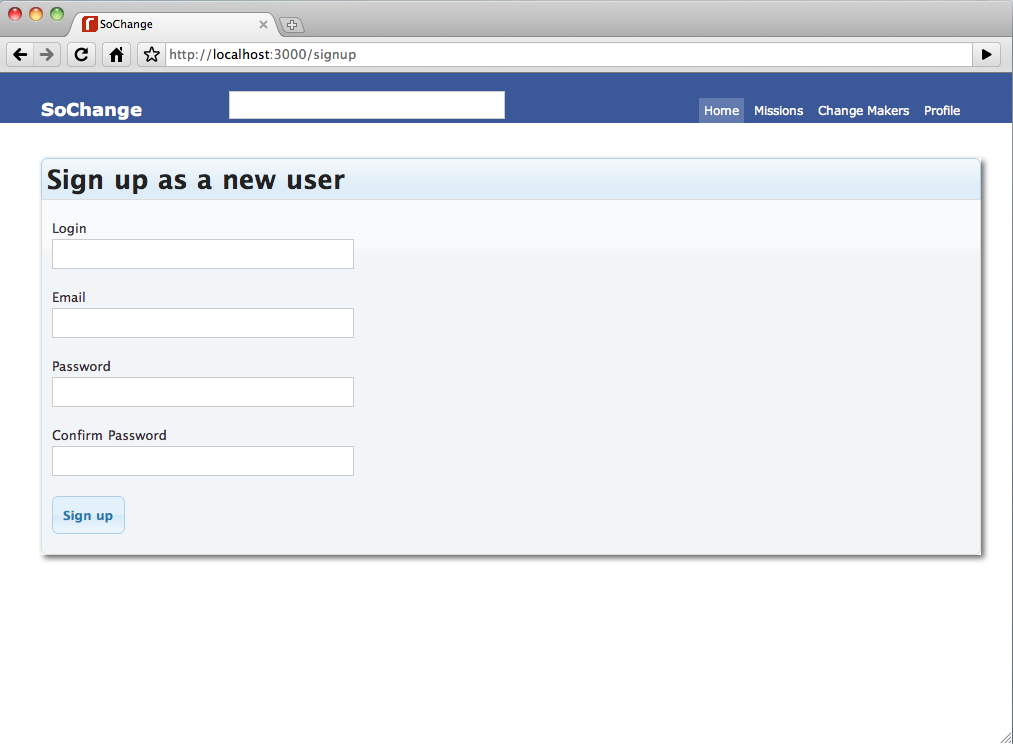 SoChange
http://localhost:3000/signup
SoChange
Home Missions Change Makers Profile
Sign up as a new user
Login
Email
Password
Confirm Password
Sign up